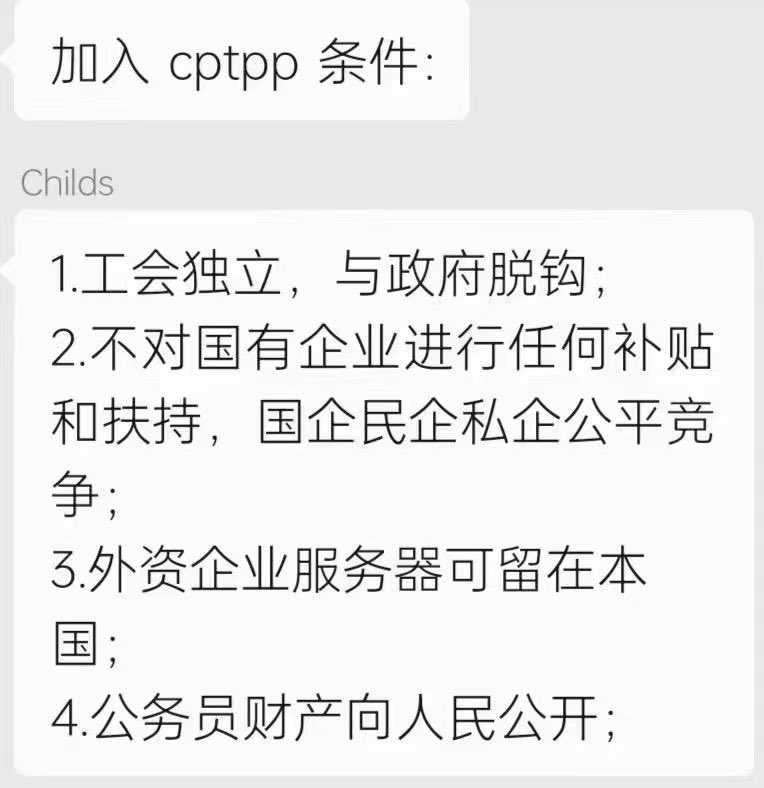 加入 cptpp 条件:
Childs
1.工会独立，与政府脱钩；
2.不对国有企业进行任何补贴
和扶持，国企民企私企公平竞
争；
3.外资企业服务器可留在本
国；
4.公务员财产向人民公开；